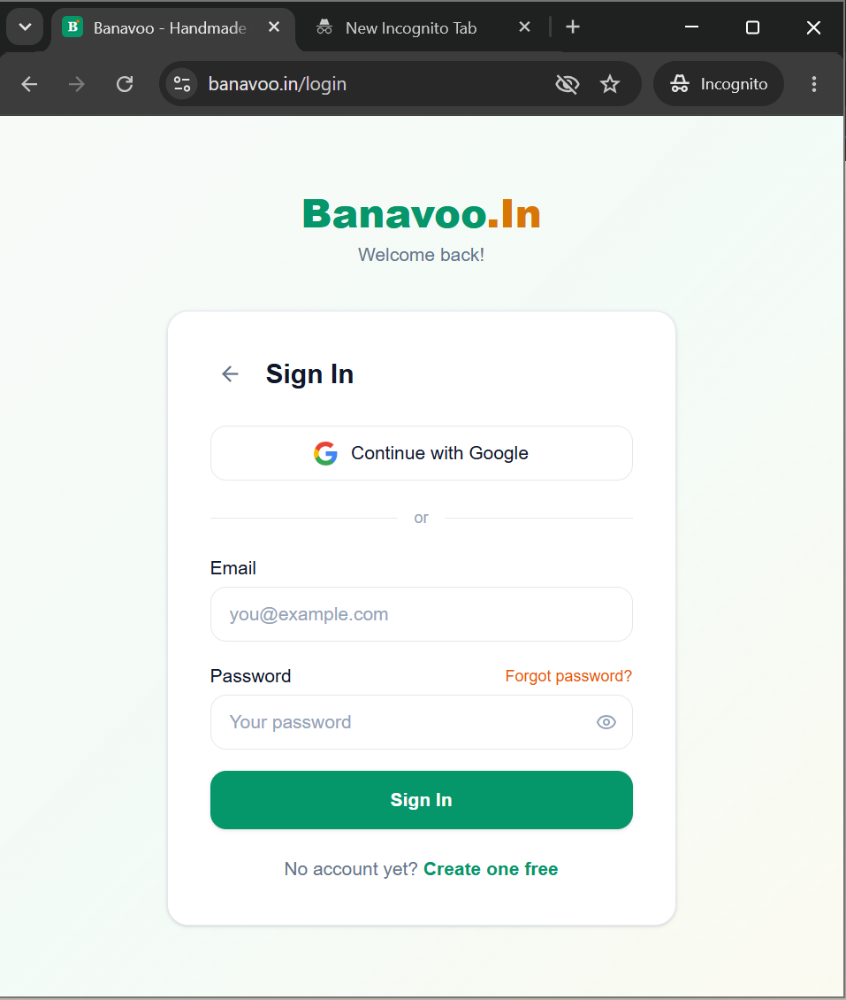 Banavoo - Handmade
New Incognito Tab
banavoo.in/login
Incognito
Banavoo.In
Welcome back!
Sign In
Continue with Google
or
Email
you@example.com
Password
Forgot password?
Your password
Sign In
No account yet? Create one free